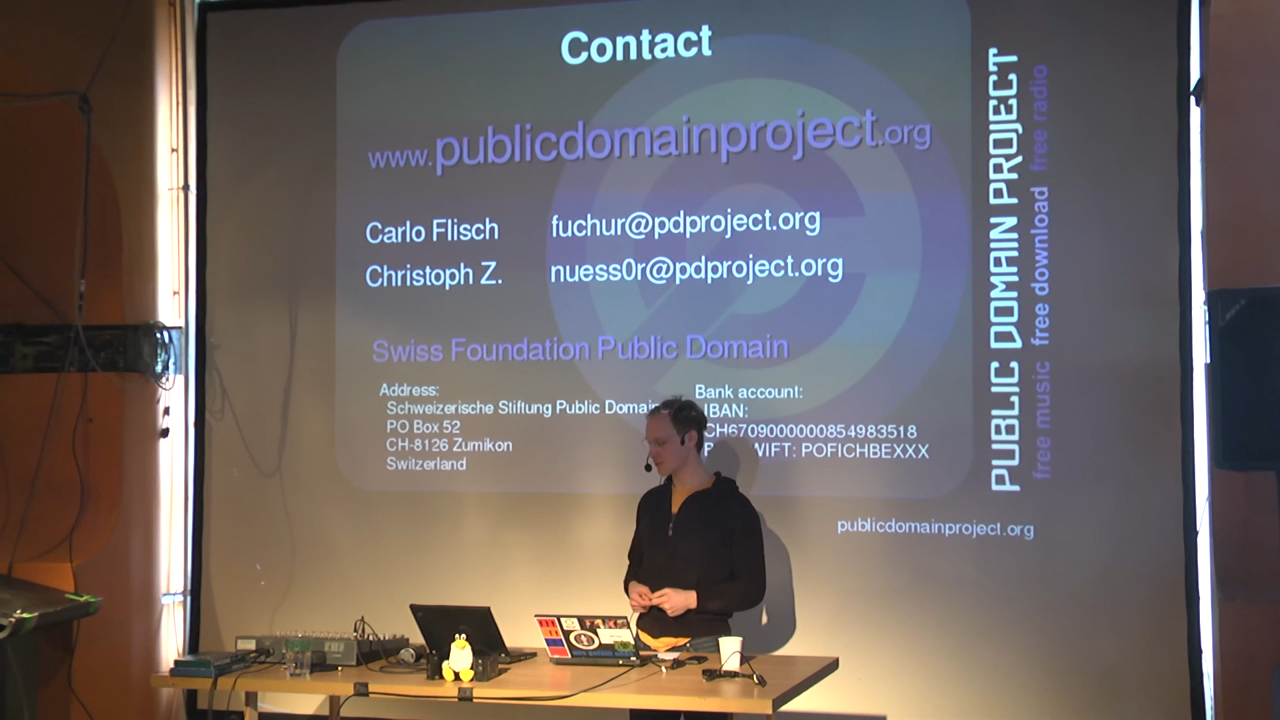 Contact
www.publicdomainproject.org
Carlo Flisch fuchur@pdproject.org
Christoph Z. nuess0r@pdproject.org
Swiss Foundation Public Domain
Address:
Schweizerische Stiftung Public Domain
PO Box 52
CH-8126 Zumikon
Switzerland
Bank account:
IBAN:
CH6709000000854983518
SWIFT: POFICHBEXXX
PUBLIC DOMAIN PROJECT
free music free download free radio
publicdomainproject.org